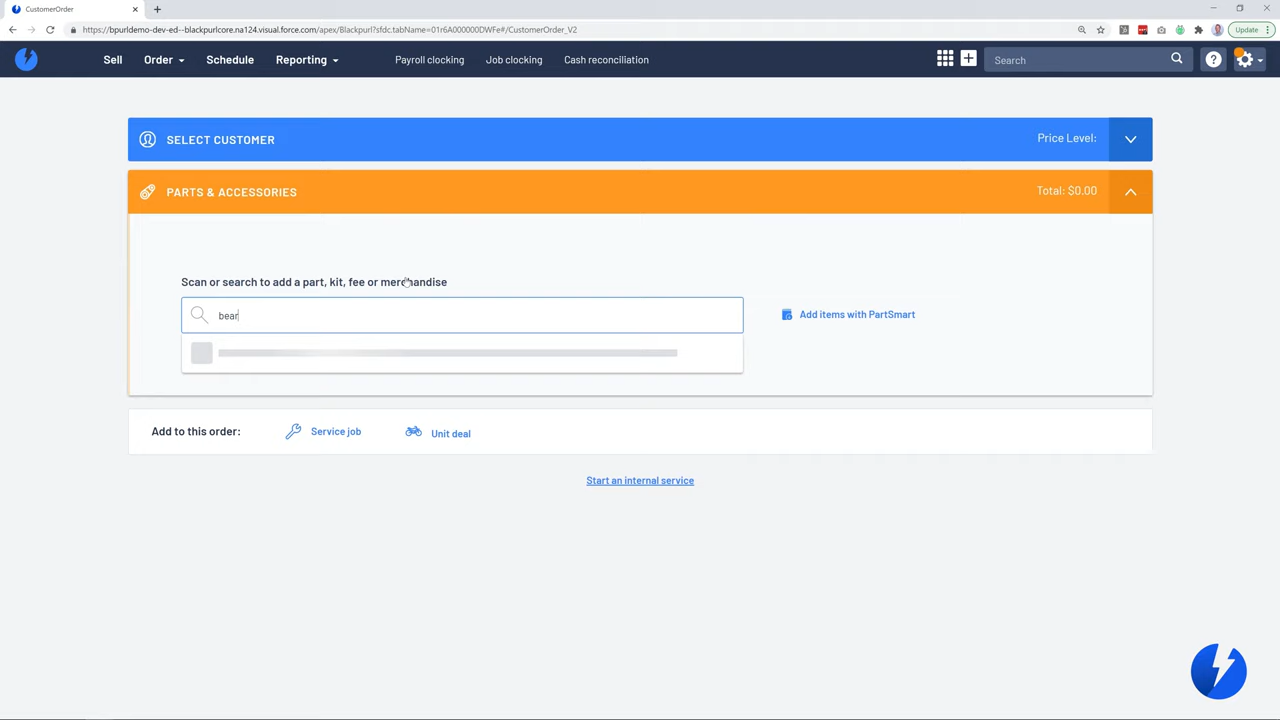 CustomerOrder
https://bpurldemo-dev-ed--blackpurlcore.na124.visual.force.com/apex/Blackpurl?sfdc.tabName=01r6A000000DWFe#/CustomerOrder_V2
Update
Sell
Order
Schedule
Reporting
Payroll clocking
Job clocking
Cash reconciliation
Search
SELECT CUSTOMER
Price Level:
PARTS & ACCESSORIES
Total: $0.00
Scan or search to add a part, kit, fee or merchandise
bear
Add items with PartSmart
Add to this order:
Service job
Unit deal
Start an internal service